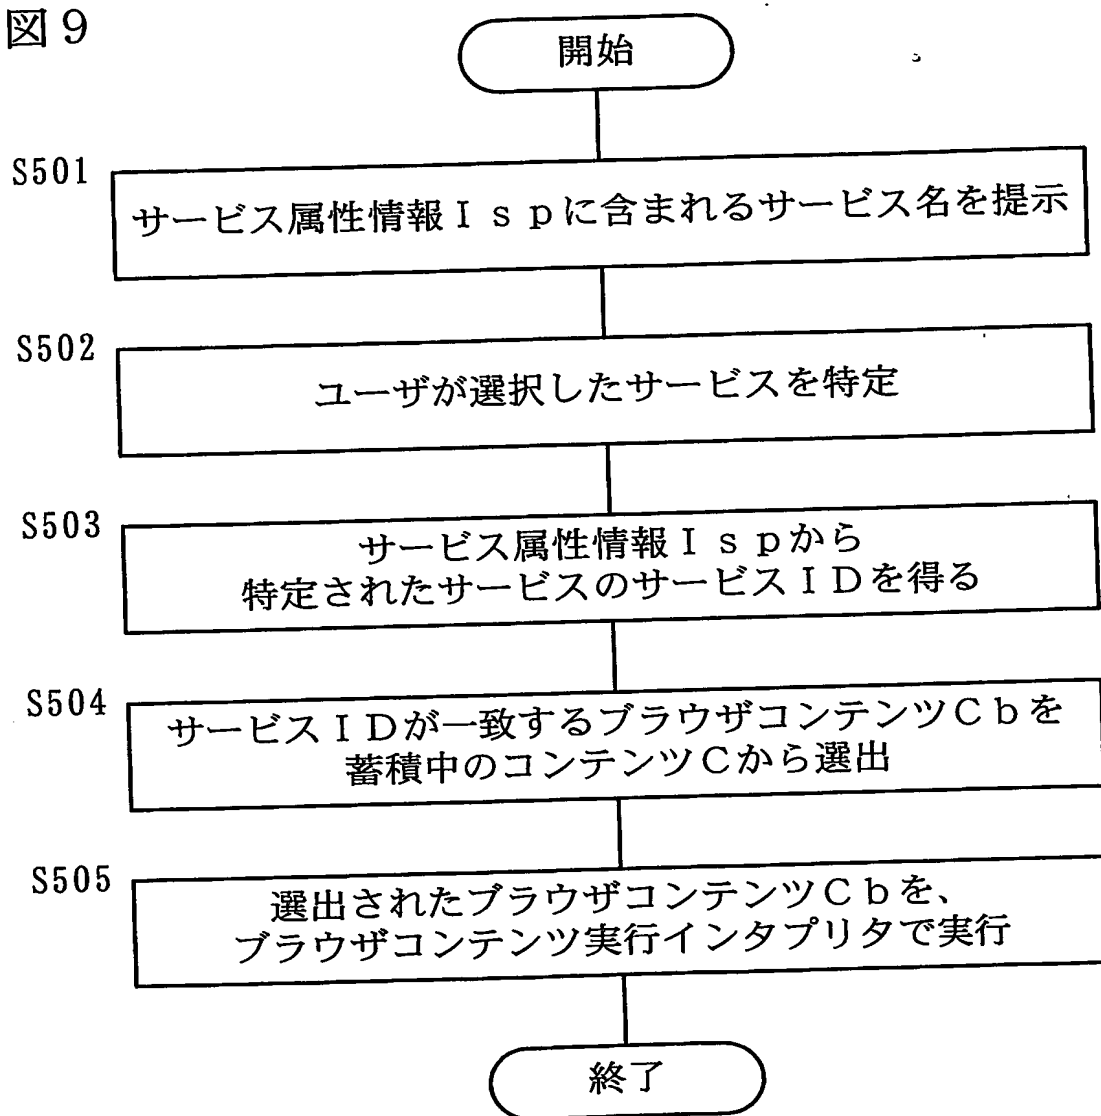 図９
開始
S501
サービス属性情報Ｉｓｐに含まれるサービス名を提示
S502
ユーザが選択したサービスを特定
S503
サービス属性情報Ｉｓｐから
特定されたサービスのサービスＩＤを得る
S504
サービスＩＤが一致するブラウザコンテンツＣｂを
蓄積中のコンテンツＣから選出
S505
選出されたブラウザコンテンツＣｂを、
ブラウザコンテンツ実行インタプリタで実行
終了